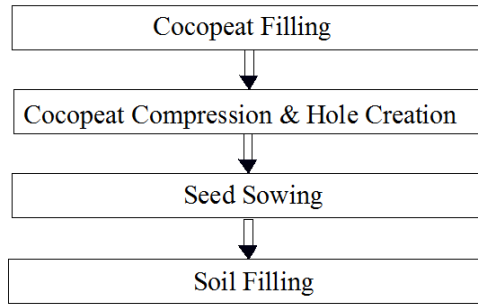 Cocopeat Filling
Cocopeat Compression & Hole Creation
Seed Sowing
Soil Filling